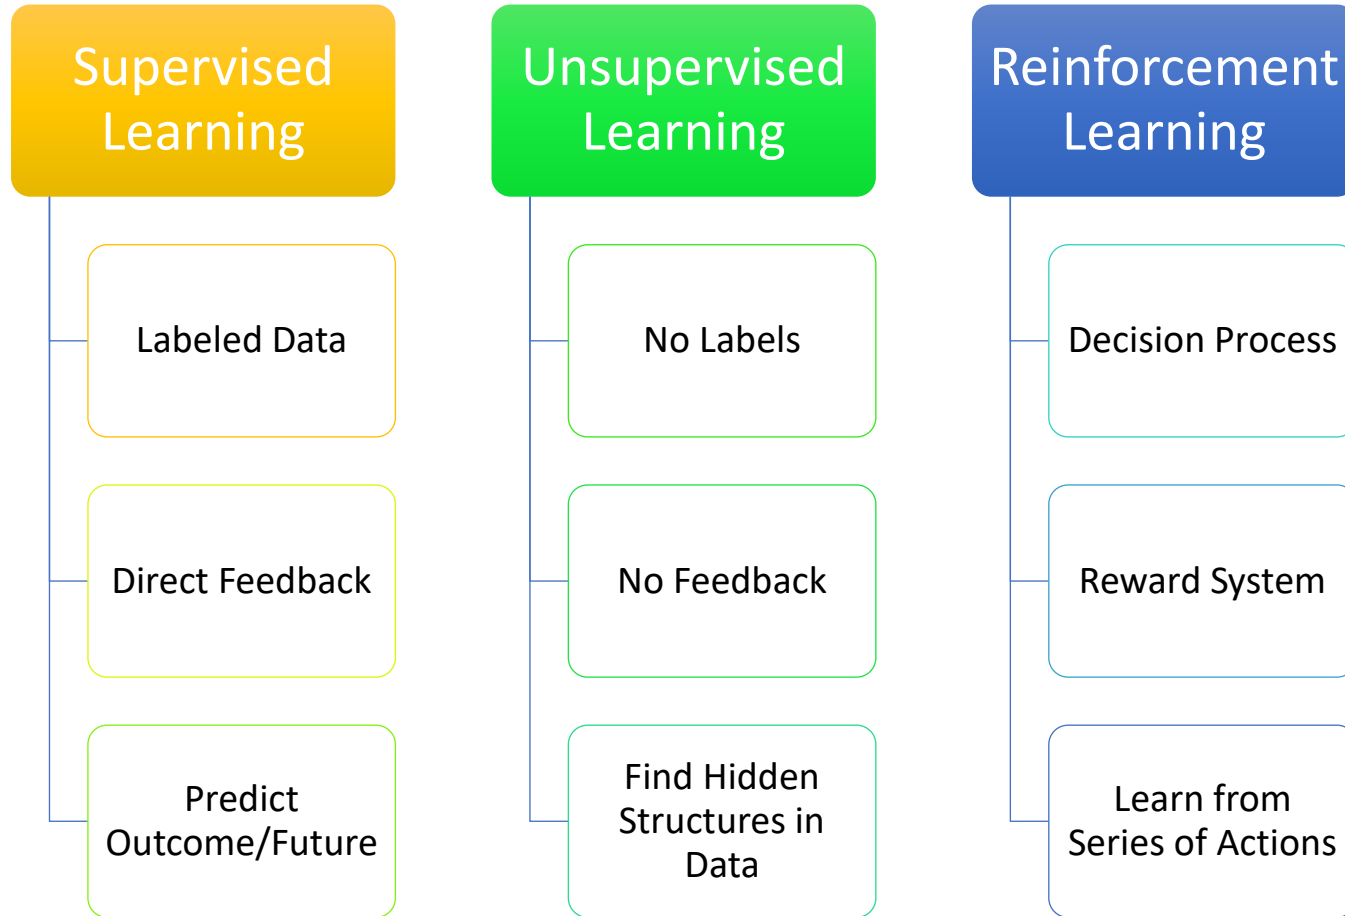 Supervised
Learning
Labeled Data
Direct Feedback
Predict
Outcome/Future
Unsupervised
Learning
No Labels
No Feedback
Find Hidden
Structures in
Data
Reinforcement
Learning
Decision Process
Reward System
Learn from
Series of Actions